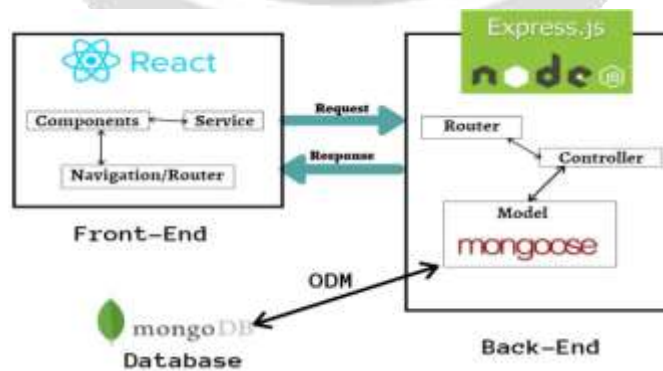 Express.js
node
JS
React
Request
Components
Service
Router
Response
Controller
Navigation/Router
Model
mongoose
Front-End
ODM
mongoDB
Database
Back-End